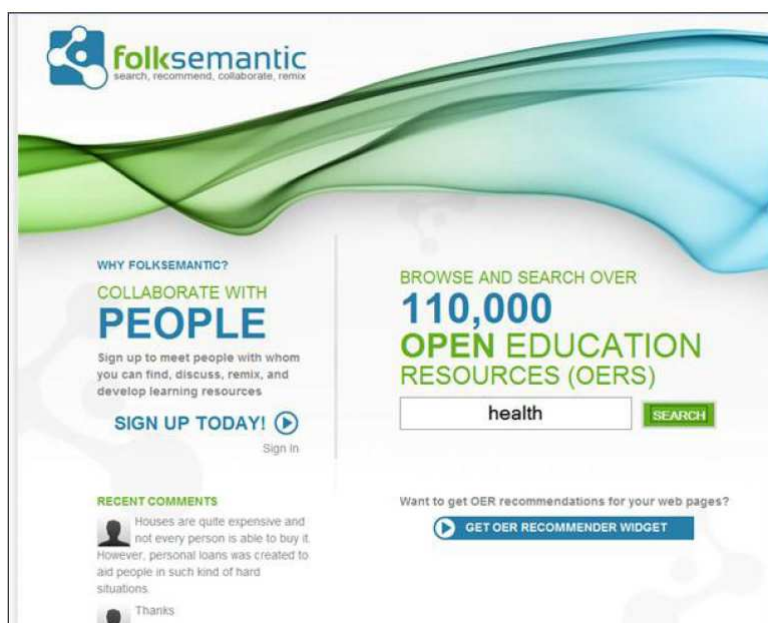 folksemantic
search, recommend, collaborate, remix
WHY FOLKSEMANTIC?
COLLABORATE WITH
PEOPLE
Sign up to meet people with whom
you can find, discuss, remix, and
develop learning resources
SIGN UP TODAY!
Sign In
BROWSE AND SEARCH OVER
110,000
OPEN EDUCATION
RESOURCES (OERS)
health
SEARCH
RECENT COMMENTS
Houses are quite expensive and
not every person is able to buy it.
However, personal loans was created to
aid people in such kind of hard
situations.
Thanks
Want to get OER recommendations for your web pages?
GET OER RECOMMENDER WIDGET